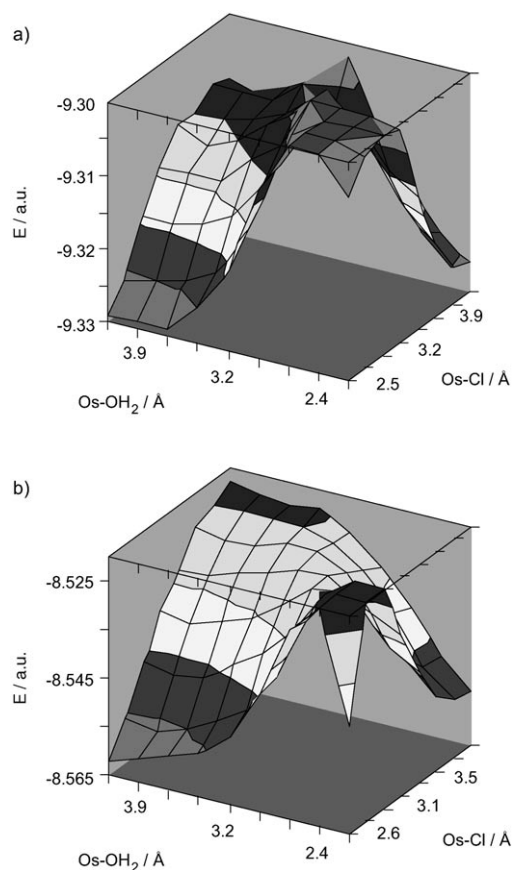 a)
-9.30
-9.31
E / a.u.
-9.32
-9.33
3.9
3.2
2.4
Os-OH₂ / Å
2.5
3.2
3.9
Os-Cl / Å
b)
-8.525
E / a.u.
-8.545
-8.565
3.9
3.2
2.4
Os-OH₂ / Å
2.6
3.1
3.5
Os-Cl / Å